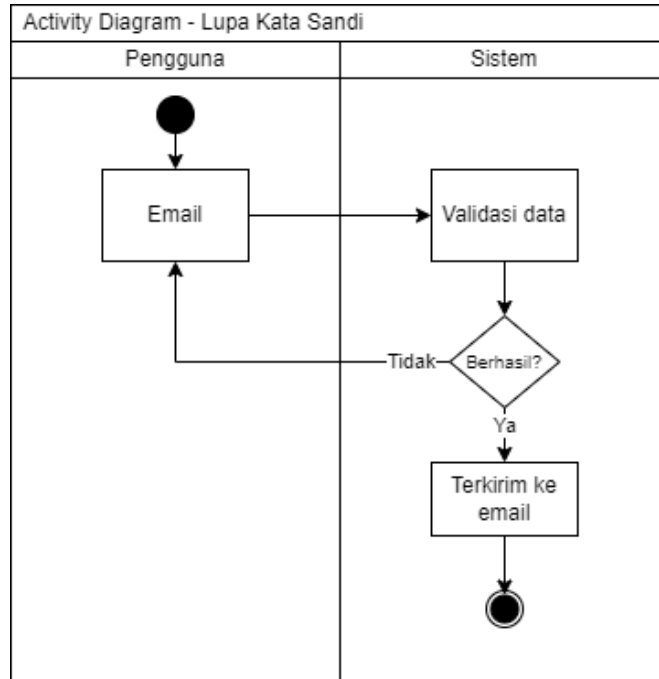 Activity Diagram - Lupa Kata Sandi
Pengguna
Sistem
Email
Validasi data
Tidak
Berhasil?
Ya
Terkirim ke
email